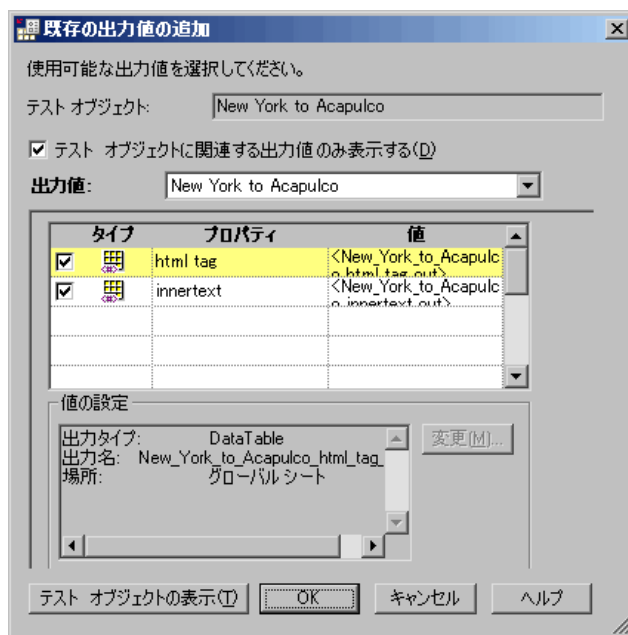 既存の出力値の追加
使用可能な出力値を選択してください。
テスト オブジェクト: New York to Acapulco
テスト オブジェクトに関連する出力値のみ表示する(D)
出力値: New York to Acapulco
タイプ プロパティ 値
html tag <New_York_to_Acapulc
o_html_tag_out>
innertext <New_York_to_Acapulc
o_innertext_out>
値の設定
出力タイプ: DataTable
出力名: New_York_to_Acapulco_html_tag_
場所: グローバル シート
変更(M)...
テスト オブジェクトの表示(T) OK キャンセル ヘルプ